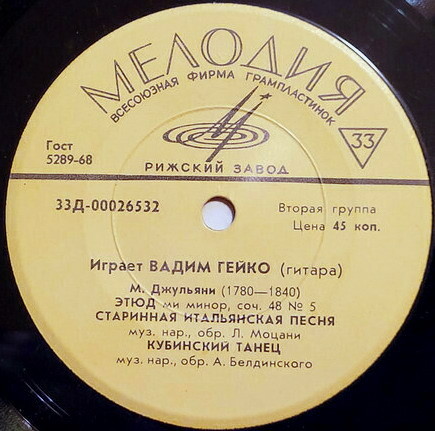 МЕЛОДИЯ
ВСЕСОЮЗНАЯ ФИРМА ГРАМПЛАСТИНОК
33
Гост
5289-68
РИЖСКИЙ ЗАВОД
33Д-00026532
Вторая группа
Цена 45 коп.
Играет ВАДИМ ГЕЙКО (гитара)
М. Джульяни (1780—1840)
ЭТЮД ми минор, соч. 48 № 5
СТАРИННАЯ ИТАЛЬЯНСКАЯ ПЕСНЯ
муз. нар., обр. Л. Моцани
КУБИНСКИЙ ТАНЕЦ
муз. нар., обр. А. Белдинского